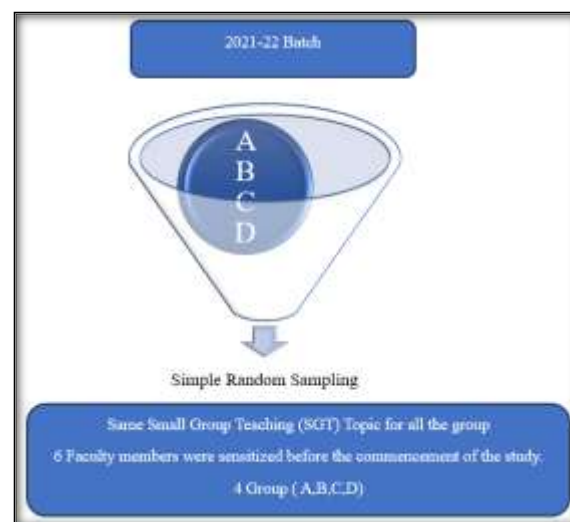 2021-22 Batch
A
B
C
D
Simple Random Sampling
Same Small Group Teaching (SGT) Topic for all the group
6 Faculty members were sensitized before the commencement of the study.
4 Group ( A,B,C,D)